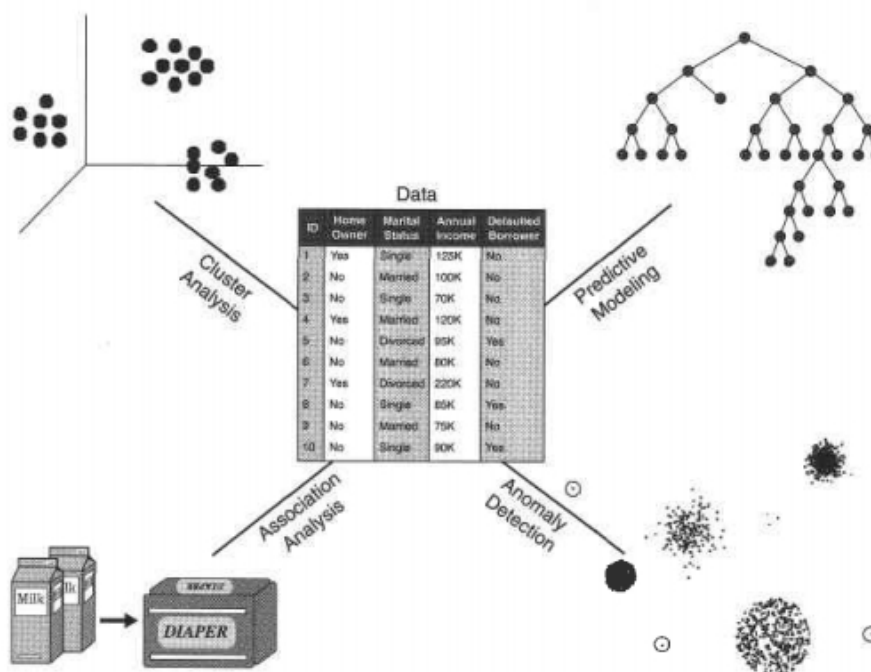 Data
ID Home Owner Marital Status Annual Income Defaulted Borrower
1 Yes Single 125K No
2 No Married 100K No
3 No Single 70K No
4 Yes Married 120K No
5 No Divorced 95K Yes
6 No Married 80K No
7 Yes Divorced 220K No
8 No Single 85K Yes
9 No Married 75K No
10 No Single 90K Yes
Cluster
Analysis
Predictive
Modeling
Association
Analysis
Anomaly
Detection
Milk
lk
DIAPER
DIAPER